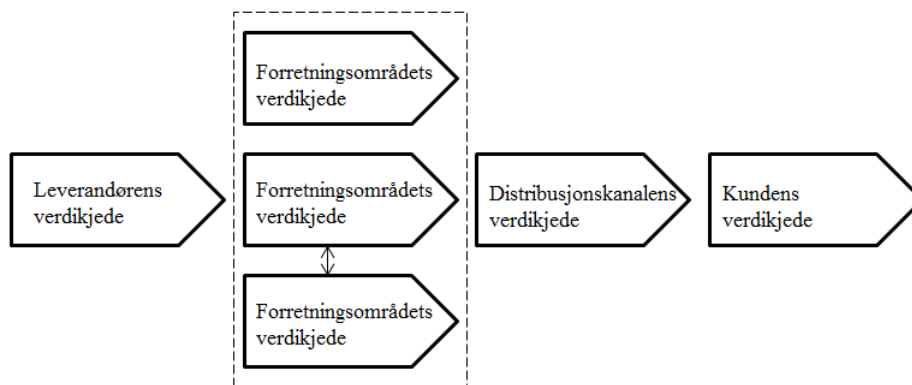 Forretningsområdets
verdikjede
Leverandørens
verdikjede
Forretningsområdets
verdikjede
Distribusjonskanalens
verdikjede
Kundens
verdikjede
Forretningsområdets
verdikjede